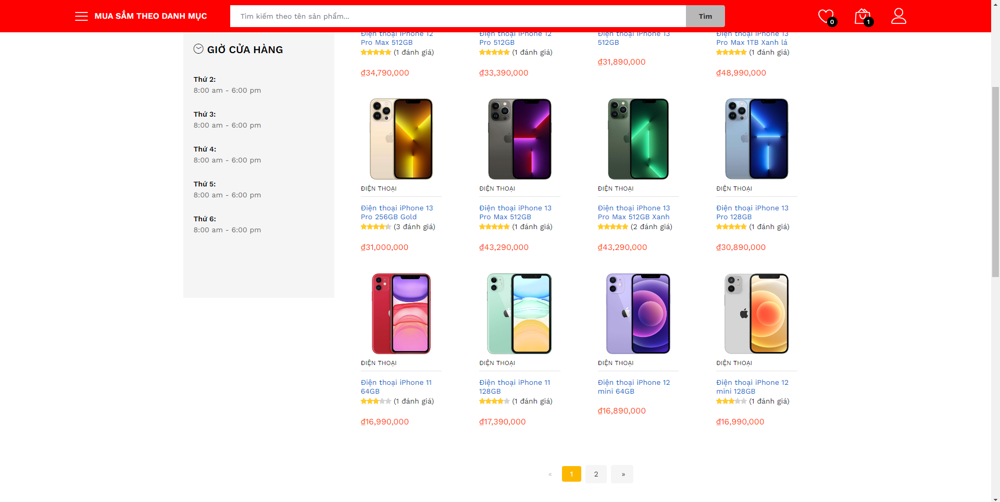 MUA SẮM THEO DANH MỤC
Tìm kiếm theo tên sản phẩm...
Tìm
0
1
GIỜ CỬA HÀNG
Thứ 2:
8:00 am - 6:00 pm
Thứ 3:
8:00 am - 6:00 pm
Thứ 4:
8:00 am - 6:00 pm
Thứ 5:
8:00 am - 6:00 pm
Thứ 6:
8:00 am - 6:00 pm
Điện thoại iPhone 12
Pro Max 512GB
(1 đánh giá)
₫34,790,000
Điện thoại iPhone 12
Pro 512GB
(1 đánh giá)
₫33,390,000
Điện thoại iPhone 13
512GB
₫31,890,000
Điện thoại iPhone 13
Pro Max 1TB Xanh lá
(1 đánh giá)
₫48,990,000
ĐIỆN THOẠI
Điện thoại iPhone 13
Pro 256GB Gold
(3 đánh giá)
₫31,000,000
ĐIỆN THOẠI
Điện thoại iPhone 13
Pro Max 512GB
(1 đánh giá)
₫43,290,000
ĐIỆN THOẠI
Điện thoại iPhone 13
Pro Max 512GB Xanh
(2 đánh giá)
₫43,290,000
ĐIỆN THOẠI
Điện thoại iPhone 13
Pro 128GB
(1 đánh giá)
₫30,890,000
ĐIỆN THOẠI
Điện thoại iPhone 11
64GB
(1 đánh giá)
₫16,990,000
ĐIỆN THOẠI
Điện thoại iPhone 11
128GB
(1 đánh giá)
₫17,390,000
ĐIỆN THOẠI
Điện thoại iPhone 12
mini 64GB
₫16,890,000
ĐIỆN THOẠI
Điện thoại iPhone 12
mini 128GB
(1 đánh giá)
₫16,990,000
« 1 2 »